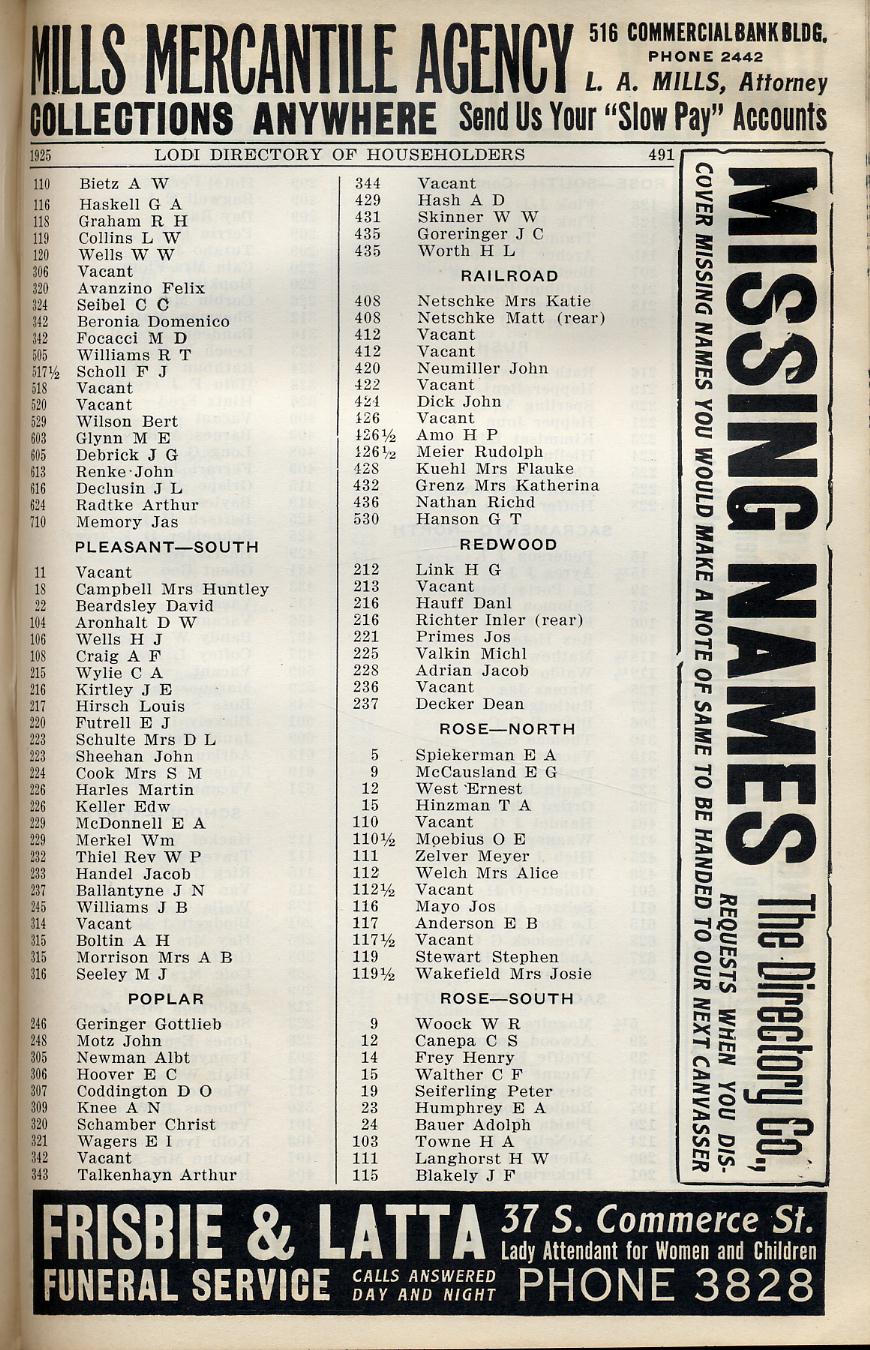 MILLS MERCANTILE AGENCY
516 COMMERCIAL BANK BLDG.
PHONE 2442
L. A. MILLS, Attorney
COLLECTIONS ANYWHERE Send Us Your "Slow Pay" Accounts
1925 LODI DIRECTORY OF HOUSEHOLDERS 491
110 Bietz A W
116 Haskell G A
118 Graham R H
119 Collins L W
120 Wells W W
306 Vacant
320 Avanzino Felix
324 Seibel C C
342 Beronia Domenico
342 Focacci M D
505 Williams R T
517½ Scholl F J
518 Vacant
520 Vacant
529 Wilson Bert
603 Glynn M E
605 Debrick J G
613 Renke John
616 Declusin J L
624 Radtke Arthur
710 Memory Jas
PLEASANT—SOUTH
11 Vacant
18 Campbell Mrs Huntley
22 Beardsley David
104 Aronhalt D W
106 Wells H J
108 Craig A F
215 Wylie C A
216 Kirtley J E
217 Hirsch Louis
220 Futrell E J
223 Schulte Mrs D L
223 Sheehan John
224 Cook Mrs S M
226 Harles Martin
226 Keller Edw
229 McDonnell E A
229 Merkel Wm
232 Thiel Rev W P
233 Handel Jacob
237 Ballantyne J N
245 Williams J B
314 Vacant
315 Boltin A H
315 Morrison Mrs A B
316 Seeley M J
POPLAR
246 Geringer Gottlieb
248 Motz John
305 Newman Albt
306 Hoover E C
307 Coddington D O
309 Knee A N
320 Schamber Christ
321 Wagers E I
342 Vacant
343 Talkenhayn Arthur
344 Vacant
429 Hash A D
431 Skinner W W
435 Goreringer J C
435 Worth H L
RAILROAD
408 Netschke Mrs Katie
408 Netschke Matt (rear)
412 Vacant
412 Vacant
420 Neumiller John
422 Vacant
424 Dick John
426 Vacant
426½ Amo H P
426½ Meier Rudolph
428 Kuehl Mrs Flauke
432 Grenz Mrs Katherina
436 Nathan Richd
530 Hanson G T
REDWOOD
212 Link H G
213 Vacant
216 Hauff Danl
216 Richter Inler (rear)
221 Primes Jos
225 Valkin Michl
228 Adrian Jacob
236 Vacant
237 Decker Dean
ROSE—NORTH
5 Spiekerman E A
9 McCausland E G
12 West Ernest
15 Hinzman T A
110 Vacant
110½ Moebius O E
111 Zelver Meyer
112 Welch Mrs Alice
112½ Vacant
116 Mayo Jos
117 Anderson E B
117½ Vacant
119 Stewart Stephen
119½ Wakefield Mrs Josie
ROSE—SOUTH
9 Woock W R
12 Canepa C S
14 Frey Henry
15 Walther C F
19 Seiferling Peter
23 Humphrey E A
24 Bauer Adolph
103 Towne H A
111 Langhorst H W
115 Blakely J F
MISSING NAMES The Directory Co.,
REQUESTS WHEN YOU DIS-
COVER MISSING NAMES YOU WOULD MAKE A NOTE OF SAME TO BE HANDED TO OUR NEXT CANVASSER
FRISBIE & LATTA
37 S. Commerce St.
Lady Attendant for Women and Children
FUNERAL SERVICE
CALLS ANSWERED
DAY AND NIGHT
PHONE 3828